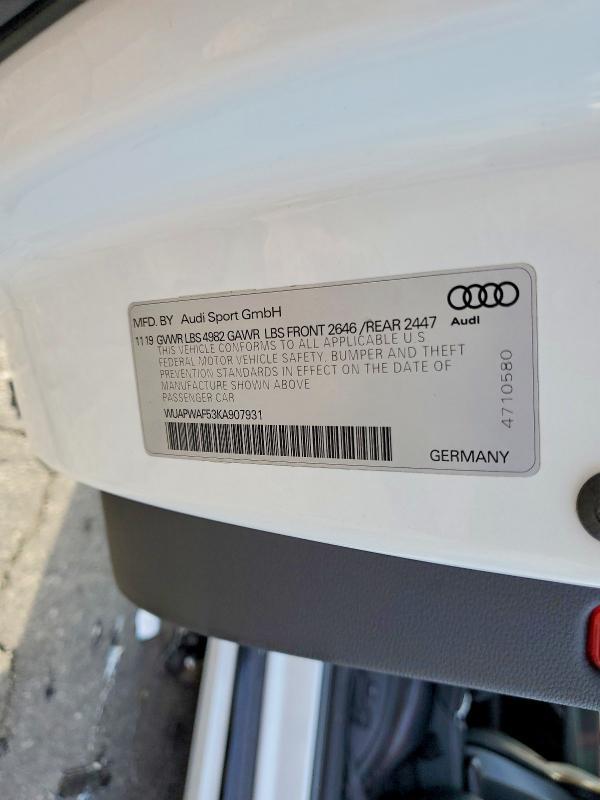 MFD. BY Audi Sport GmbH
11 19 GVWR LBS 4982 GAWR LBS FRONT 2646 /REAR 2447
THIS VEHICLE CONFORMS TO ALL APPLICABLE U S
FEDERAL MOTOR VEHICLE SAFETY, BUMPER AND THEFT
PREVENTION STANDARDS IN EFFECT ON THE DATE OF
MANUFACTURE SHOWN ABOVE
PASSENGER CAR
WUAPWAF53KA907931
Audi
4710580
GERMANY